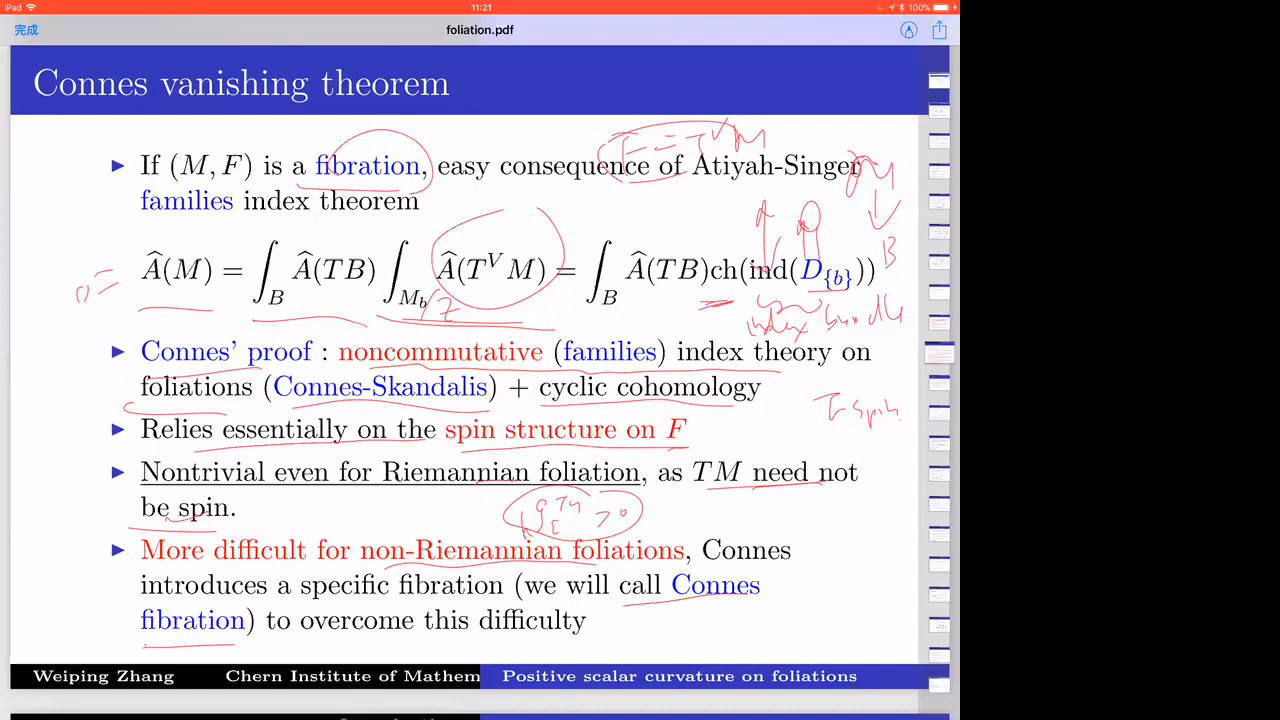 iPad 11:21 100%
完成 foliation.pdf
Connes vanishing theorem
▶ If (M, F) is a fibration, easy consequence of Atiyah-Singer
families index theorem
F = T^V M
M
B
0 =
Â(M) = ∫_B Â(TB) ∫_{M_b} Â(T^V M) = ∫_B Â(TB)ch(ind(D_{b}))
index bundle
▶ Connes' proof : noncommutative (families) index theory on
foliations (Connes-Skandalis) + cyclic cohomology
F spin
▶ Relies essentially on the spin structure on F
▶ Nontrivial even for Riemannian foliation, as TM need not
be spin.
▶ More difficult for non-Riemannian foliations, Connes
introduces a specific fibration (we will call Connes
fibration) to overcome this difficulty
Weiping Zhang Chern Institute of Mathem Positive scalar curvature on foliations